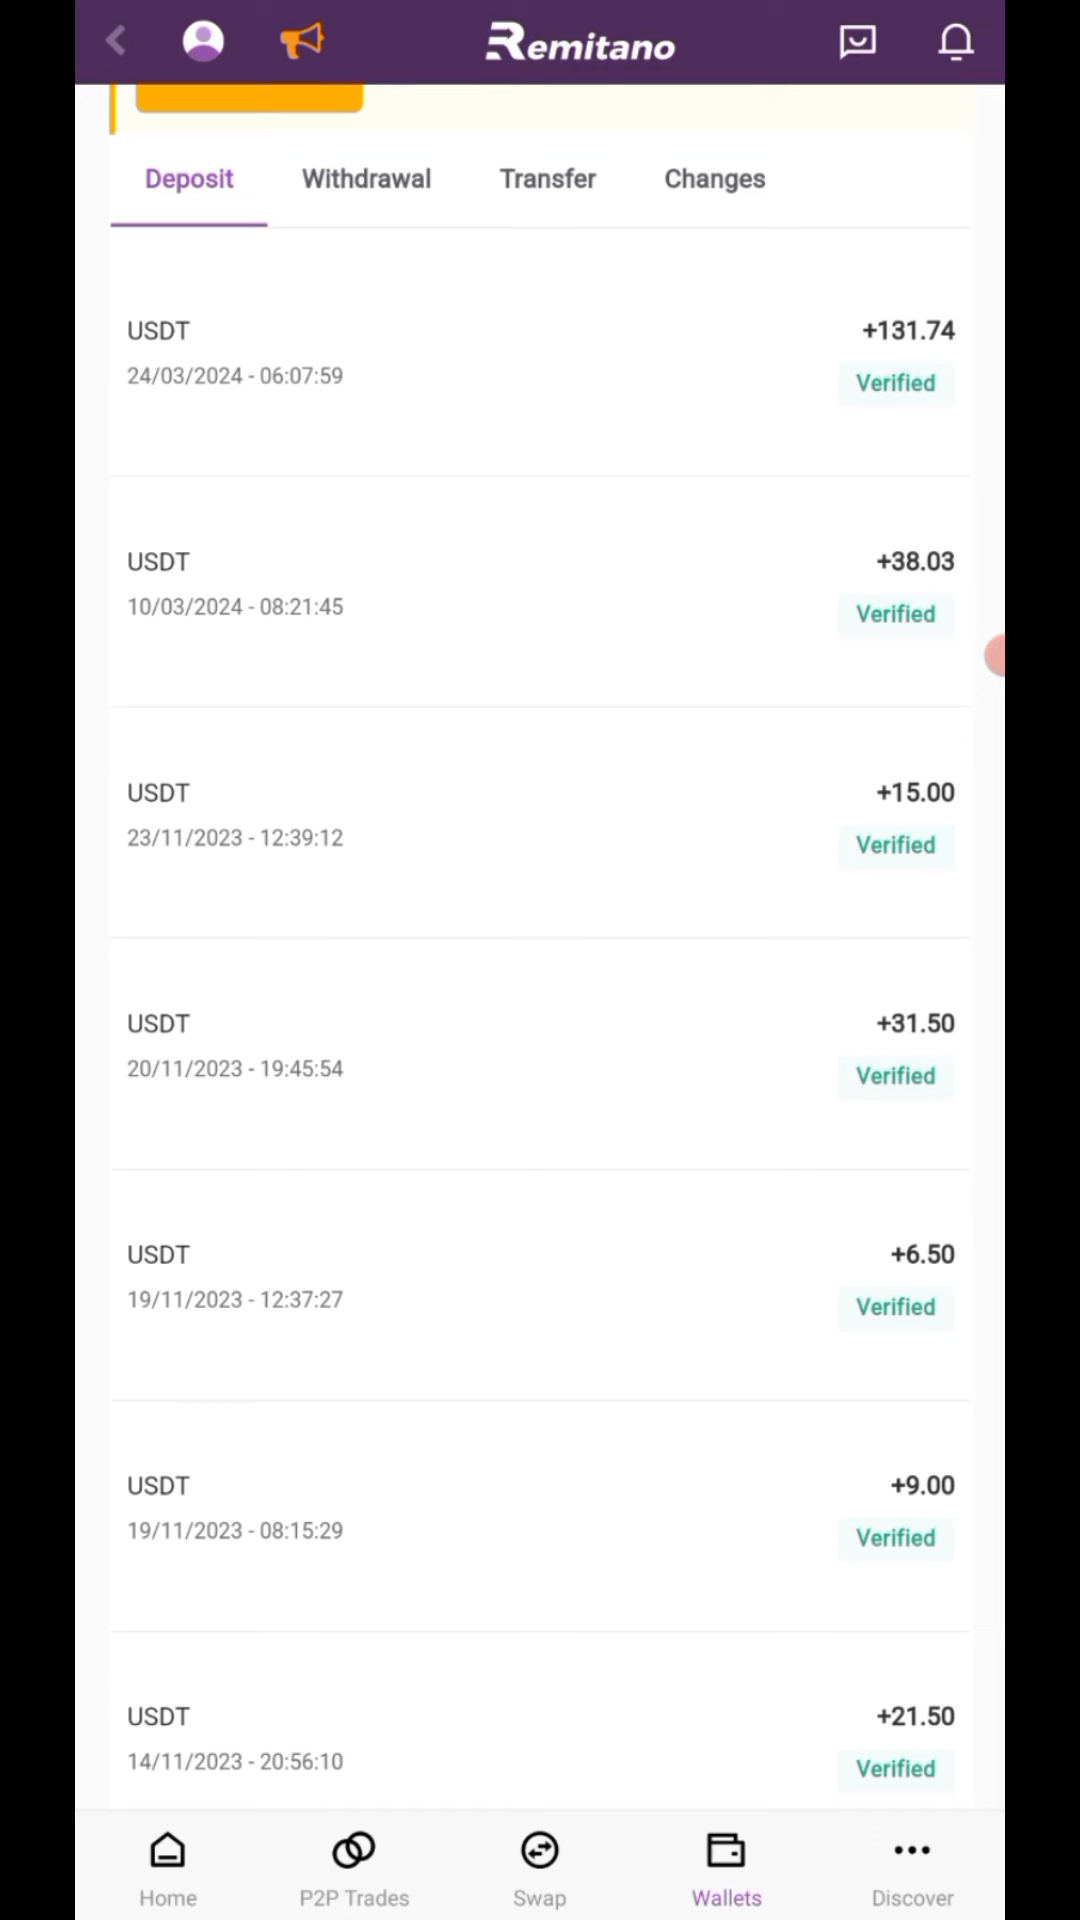 Remitano
Deposit Withdrawal Transfer Changes
USDT +131.74
24/03/2024 - 06:07:59 Verified
USDT +38.03
10/03/2024 - 08:21:45 Verified
USDT +15.00
23/11/2023 - 12:39:12 Verified
USDT +31.50
20/11/2023 - 19:45:54 Verified
USDT +6.50
19/11/2023 - 12:37:27 Verified
USDT +9.00
19/11/2023 - 08:15:29 Verified
USDT +21.50
14/11/2023 - 20:56:10 Verified
Home P2P Trades Swap Wallets Discover